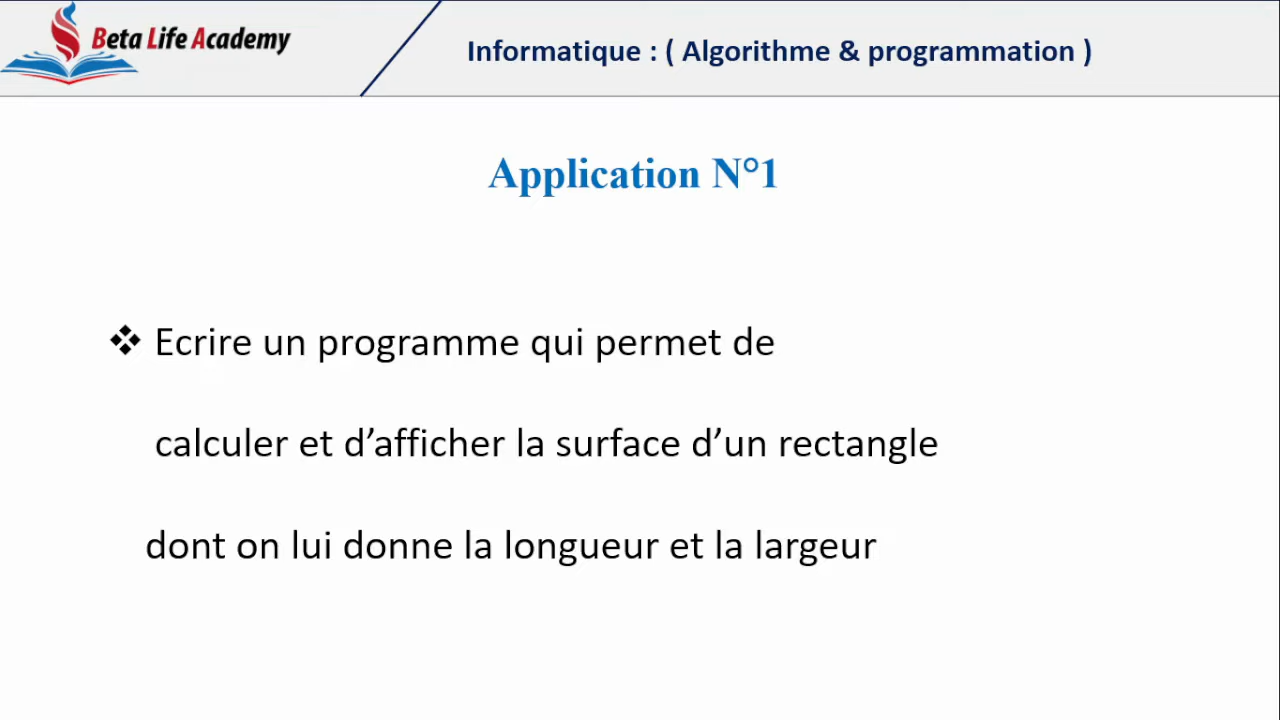 Beta Life Academy
Informatique : ( Algorithme & programmation )
Application N°1
❖ Ecrire un programme qui permet de
calculer et d’afficher la surface d’un rectangle
dont on lui donne la longueur et la largeur